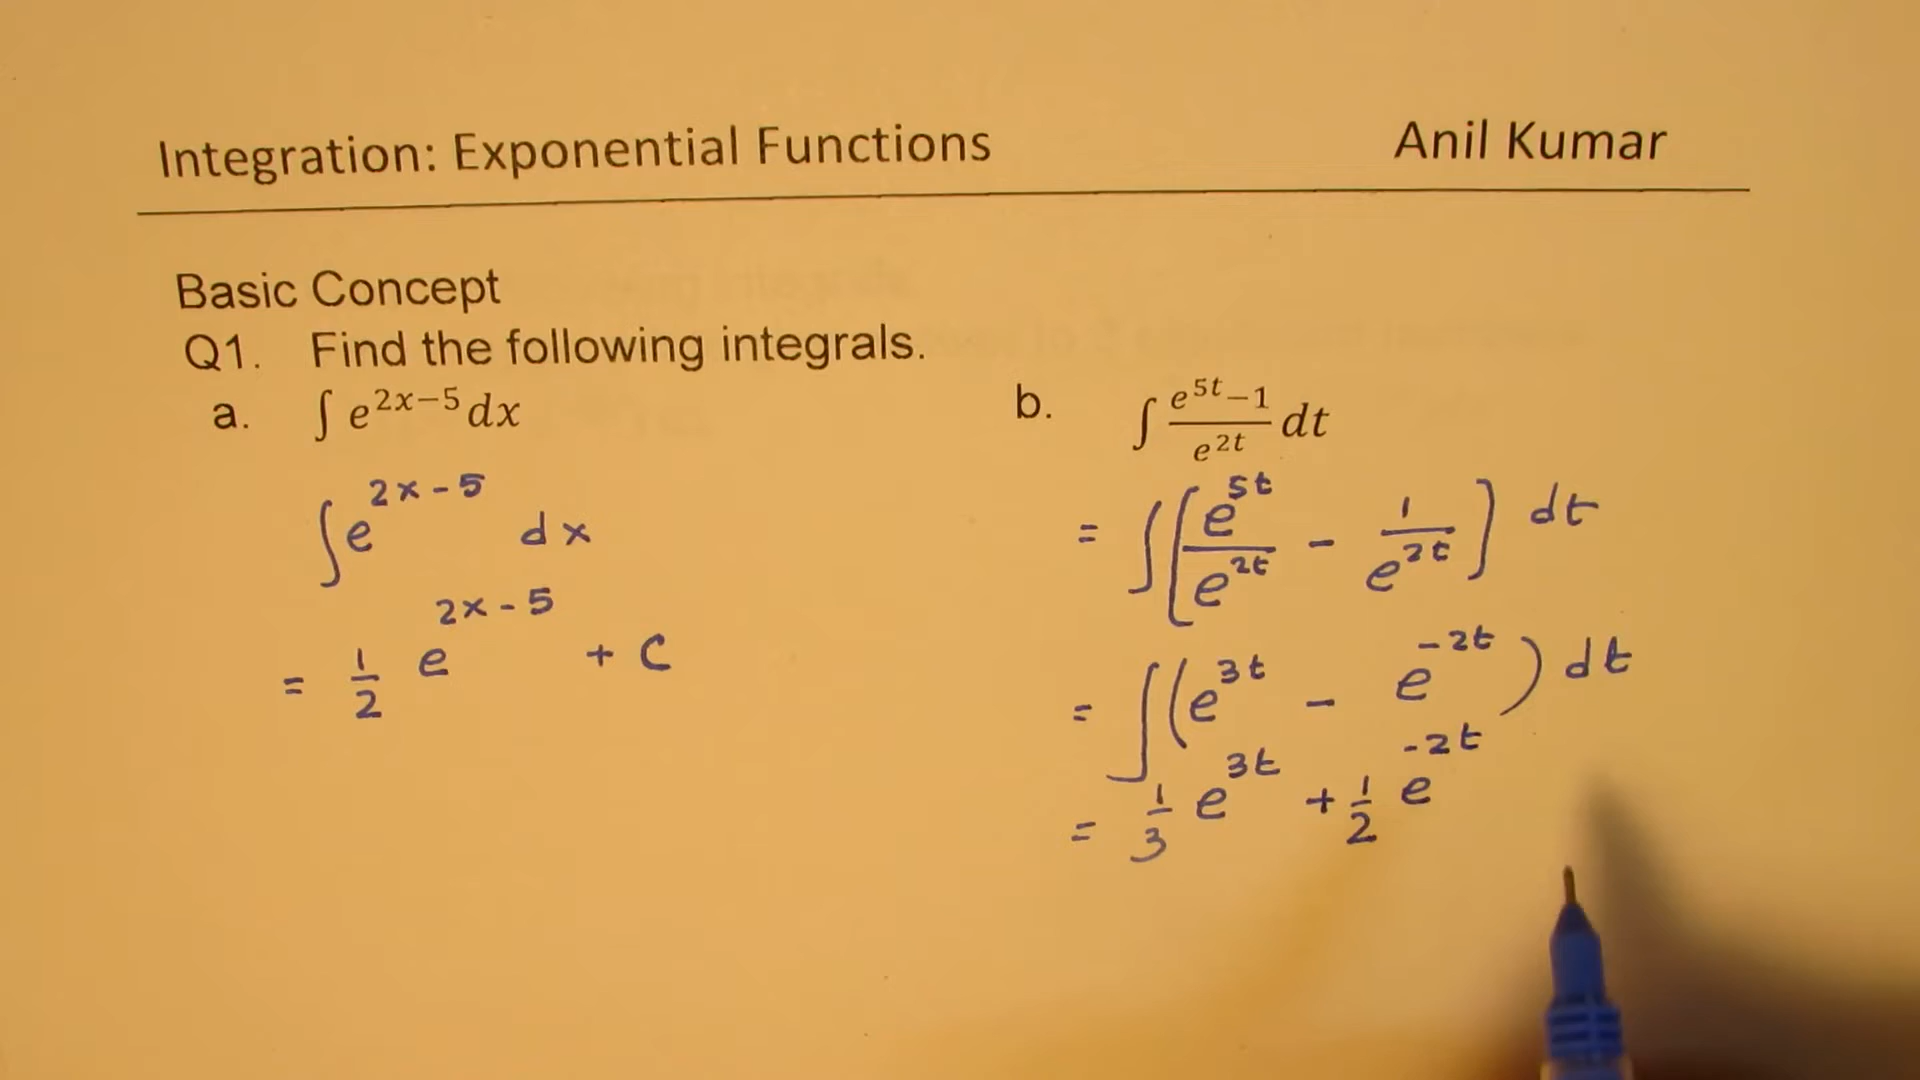 Integration: Exponential Functions Anil Kumar
Basic Concept
Q1. Find the following integrals.
a. ∫ e^{2x−5} dx
∫ e^{2x-5} dx
= 1/2 e^{2x-5} + C
b. ∫ (e^{5t}−1)/(e^{2t}) dt
= ∫ [e^{5t}/e^{2t} - 1/e^{2t}] dt
= ∫ (e^{3t} - e^{-2t}) dt
= 1/3 e^{3t} + 1/2 e^{-2t}